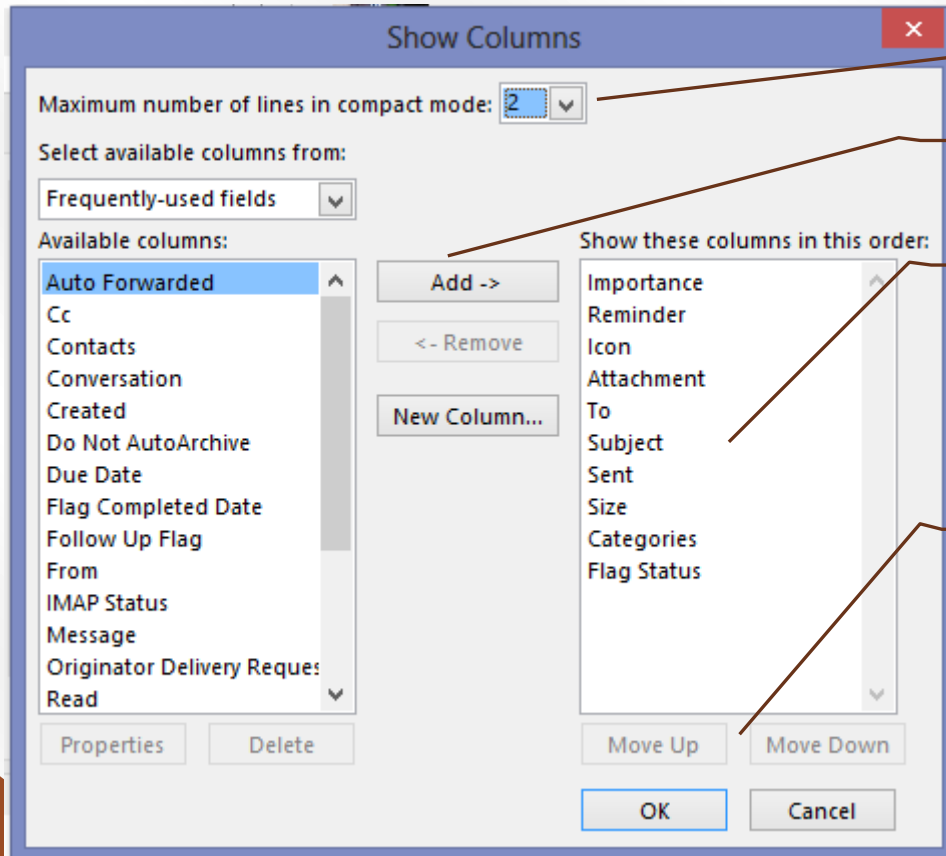 Show Columns
Maximum number of lines in compact mode: 2
Select available columns from:
Frequently-used fields
Available columns:
Auto Forwarded
Cc
Contacts
Conversation
Created
Do Not AutoArchive
Due Date
Flag Completed Date
Follow Up Flag
From
IMAP Status
Message
Originator Delivery Reques
Read
Properties
Delete
Add ->
<- Remove
New Column...
Show these columns in this order:
Importance
Reminder
Icon
Attachment
To
Subject
Sent
Size
Categories
Flag Status
Move Up
Move Down
OK
Cancel